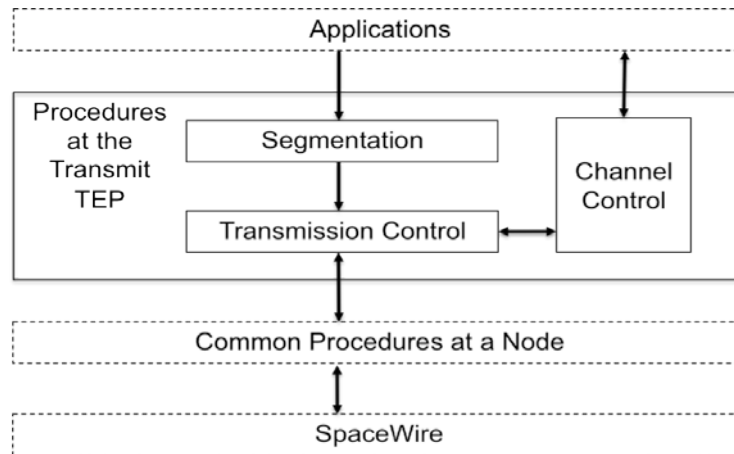 Applications
Procedures
at the
Transmit
TEP
Segmentation
Channel
Control
Transmission Control
Common Procedures at a Node
SpaceWire